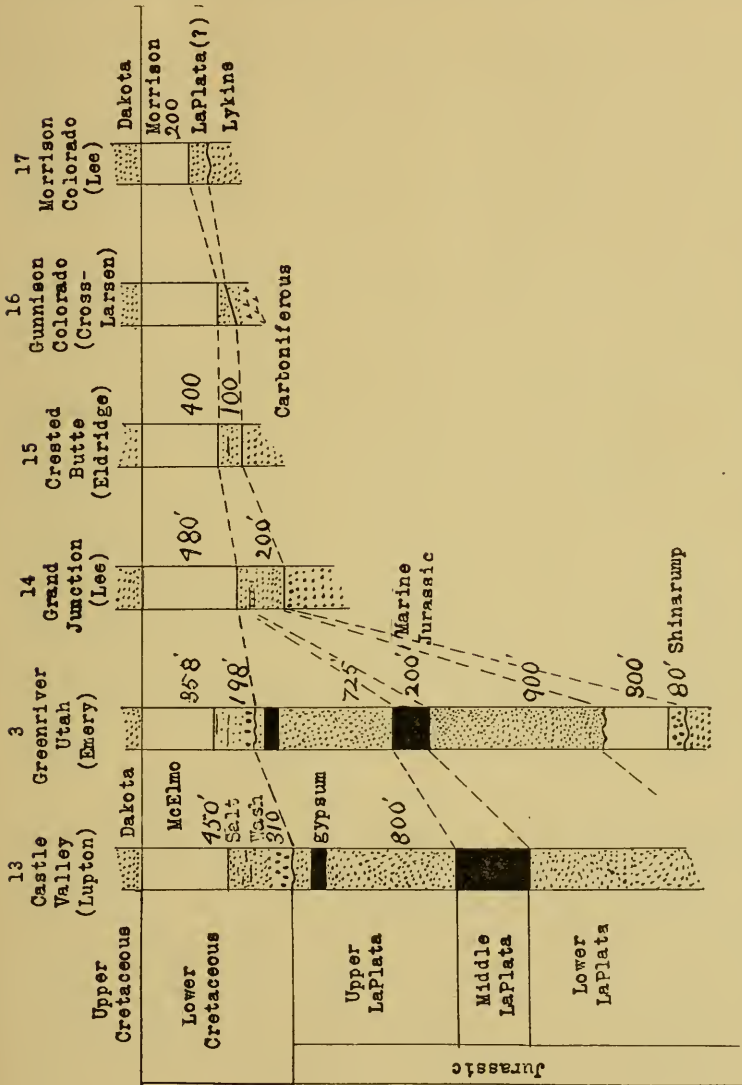 13
Castle
Valley
(Lupton)
3
Greenriver
Utah
(Emery)
14
Grand
Junction
(Lee)
15
Crested
Butte
(Eldridge)
16
Gunnison
Colorado
(Cross-
Larsen)
17
Morrison
Colorado
(Lee)
Upper
Cretaceous
Dakota
Dakota
Lower
Cretaceous
McElmo
450'
Salt
Wash
310
358'
198'
480'
200'
400
100
Morrison
200
LaPlata(?)
Lykins
Carboniferous
Jurassic
Upper
LaPlata
gypsum
800'
725'
Middle
LaPlata
200'
Marine
Jurassic
Lower
LaPlata
900'
300'
80' Shinarump